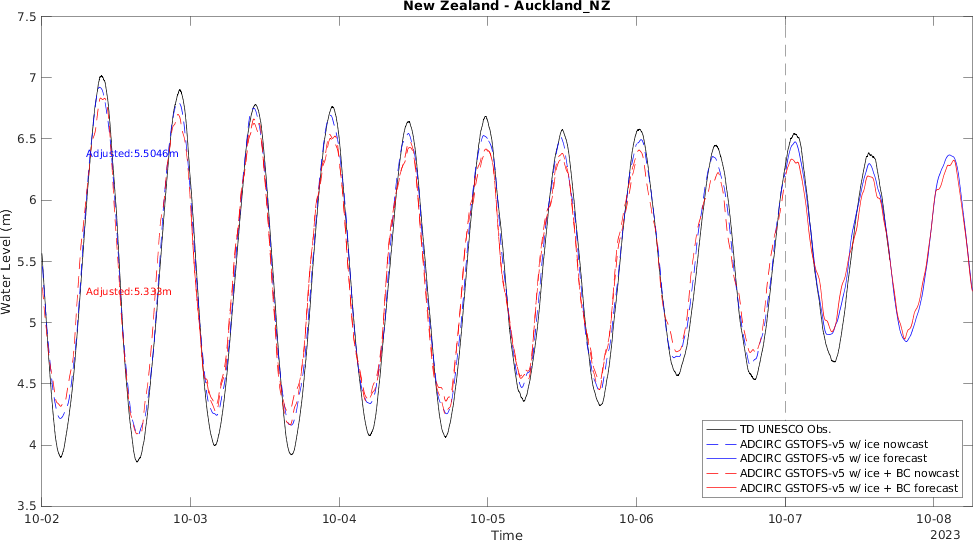 New Zealand - Auckland_NZ
7.5
7
6.5
6
5.5
5
4.5
4
3.5
Water Level (m)
Adjusted:5.5046m
Adjusted:5.333m
TD UNESCO Obs.
ADCIRC GSTOFS-v5 w/ ice nowcast
ADCIRC GSTOFS-v5 w/ ice forecast
ADCIRC GSTOFS-v5 w/ ice + BC nowcast
ADCIRC GSTOFS-v5 w/ ice + BC forecast
10-02 10-03 10-04 10-05 10-06 10-07 10-08
Time
2023